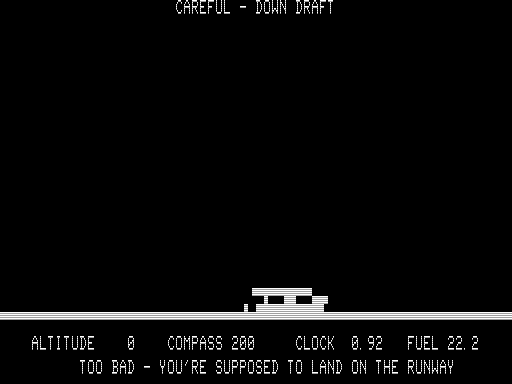 CAREFUL - DOWN DRAFT
ALTITUDE 0 COMPASS 200 CLOCK 0.92 FUEL 22.2
TOO BAD - YOU'RE SUPPOSED TO LAND ON THE RUNWAY